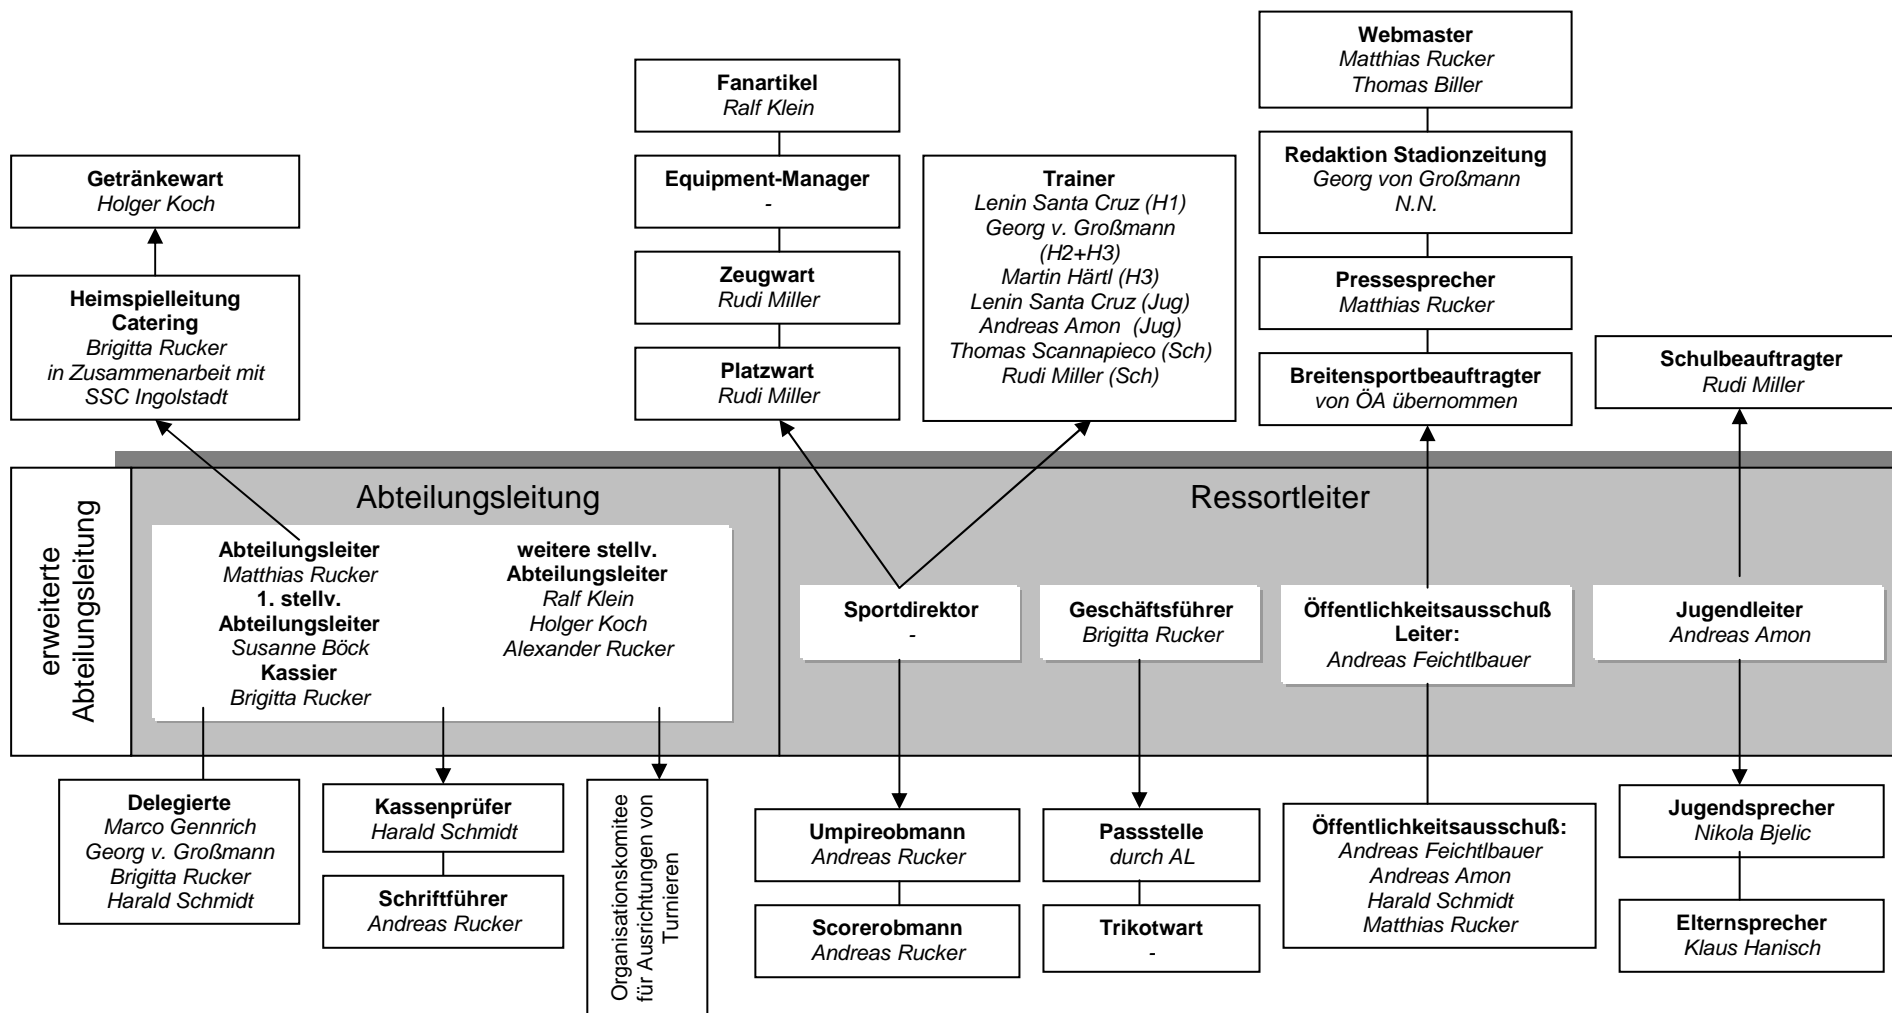 Webmaster
Matthias Rucker
Thomas Biller
Fanartikel
Ralf Klein
Getränkewart
Holger Koch
Equipment-Manager
-
Trainer
Lenin Santa Cruz (H1)
Georg v. Großmann
(H2+H3)
Martin Härtl (H3)
Lenin Santa Cruz (Jug)
Andreas Amon (Jug)
Thomas Scannapieco (Sch)
Rudi Miller (Sch)
Redaktion Stadionzeitung
Georg von Großmann
N.N.
Heimspielleitung
Catering
Brigitta Rucker
in Zusammenarbeit mit
SSC Ingolstadt
Zeugwart
Rudi Miller
Pressesprecher
Matthias Rucker
Platzwart
Rudi Miller
Breitensportbeauftragter
von ÖA übernommen
Schulbeauftragter
Rudi Miller
erweiterte
Abteilungsleitung
Abteilungsleitung
Ressortleiter
Abteilungsleiter
Matthias Rucker
1. stellv.
Abteilungsleiter
Susanne Böck
Kassier
Brigitta Rucker
weitere stellv.
Abteilungsleiter
Ralf Klein
Holger Koch
Alexander Rucker
Sportdirektor
-
Geschäftsführer
Brigitta Rucker
Öffentlichkeitsausschuß
Leiter:
Andreas Feichtlbauer
Jugendleiter
Andreas Amon
Delegierte
Marco Gennrich
Georg v. Großmann
Brigitta Rucker
Harald Schmidt
Kassenprüfer
Harald Schmidt
Schriftführer
Andreas Rucker
Organisationskomitee
für Ausrichtungen von
Turnieren
Umpireobmann
Andreas Rucker
Scorerobmann
Andreas Rucker
Passstelle
durch AL
Trikotwart
-
Öffentlichkeitsausschuß:
Andreas Feichtlbauer
Andreas Amon
Harald Schmidt
Matthias Rucker
Jugendsprecher
Nikola Bjelic
Elternsprecher
Klaus Hanisch